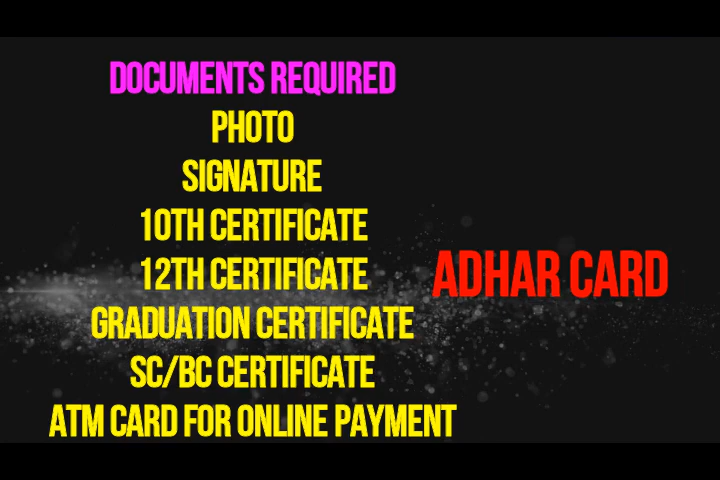 DOCUMENTS REQUIRED
PHOTO
SIGNATURE
10TH CERTIFICATE
12TH CERTIFICATE
GRADUATION CERTIFICATE
SC/BC CERTIFICATE
ATM CARD FOR ONLINE PAYMENT
ADHAR CARD